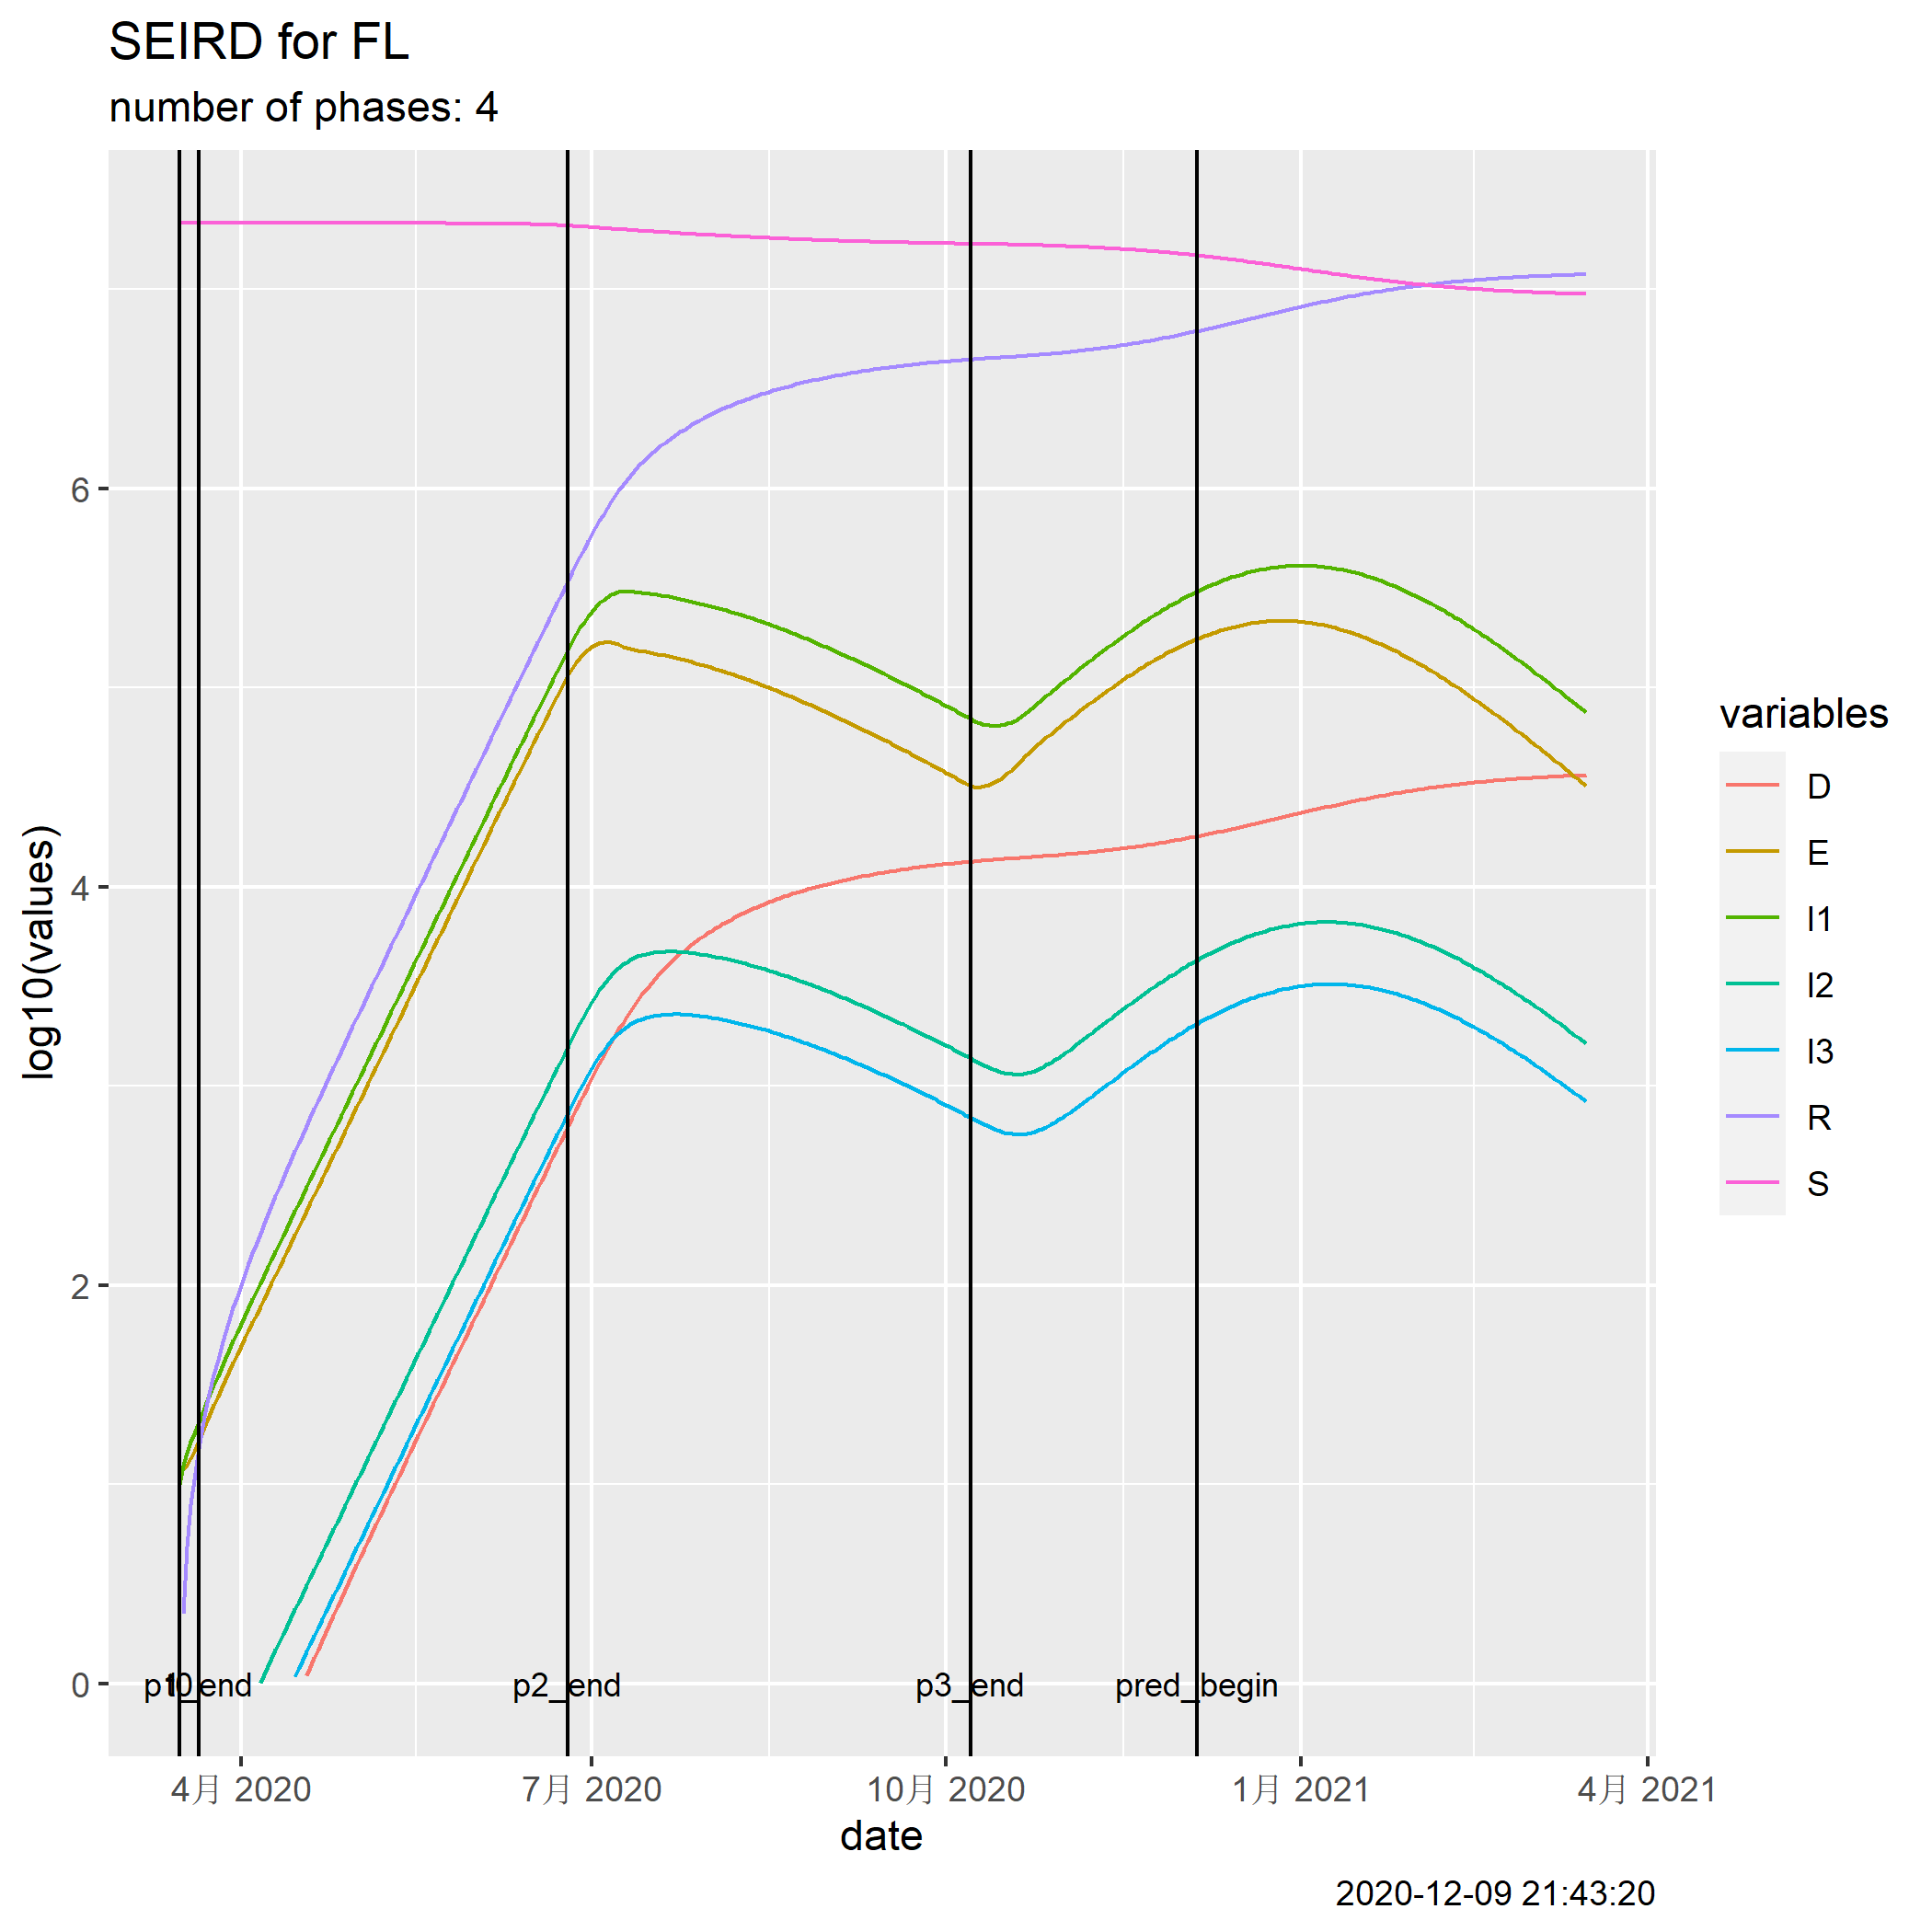 SEIRD for FL
number of phases: 4
log10(values)
6
4
2
0
p2_end
p3_end
pred_begin
4月 2020
7月 2020
10月 2020
1月 2021
4月 2021
date
variables
D
E
I1
I2
I3
R
S
2020-12-09 21:43:20